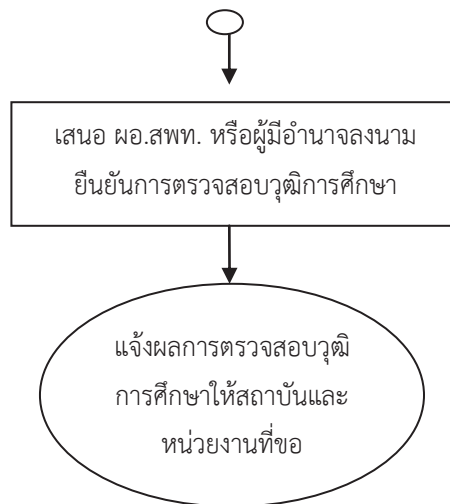 เสนอ ผอ.สพท. หรือผู้มีอำนาจลงนาม
ยืนยันการตรวจสอบวุฒิการศึกษา
แจ้งผลการตรวจสอบวุฒิ
การศึกษาให้สถาบันและ
หน่วยงานที่ขอ